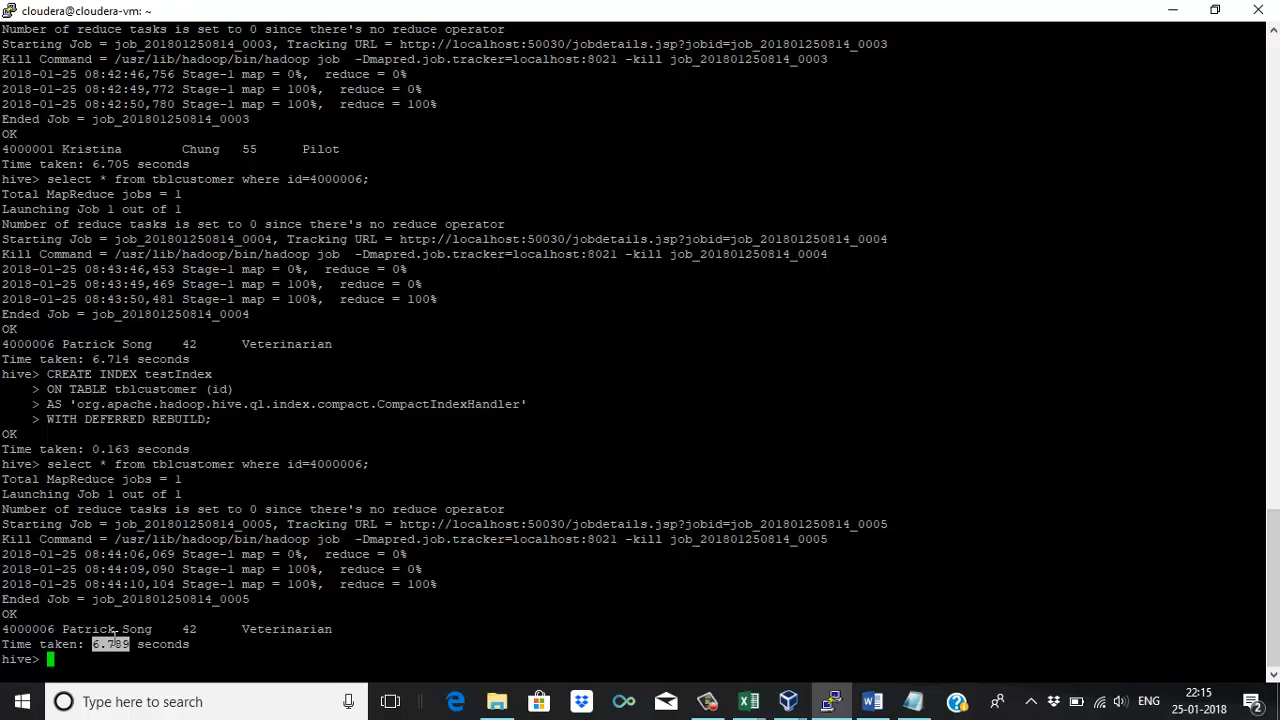 cloudera@cloudera-vm: ~
Number of reduce tasks is set to 0 since there's no reduce operator
Starting Job = job_201801250814_0003, Tracking URL = http://localhost:50030/jobdetails.jsp?jobid=job_201801250814_0003
Kill Command = /usr/lib/hadoop/bin/hadoop job  -Dmapred.job.tracker=localhost:8021 -kill job_201801250814_0003
2018-01-25 08:42:46,756 Stage-1 map = 0%,  reduce = 0%
2018-01-25 08:42:49,772 Stage-1 map = 100%,  reduce = 0%
2018-01-25 08:42:50,780 Stage-1 map = 100%,  reduce = 100%
Ended Job = job_201801250814_0003
OK
4000001 Kristina        Chung   55      Pilot
Time taken: 6.705 seconds
hive> select * from tblcustomer where id=4000006;
Total MapReduce jobs = 1
Launching Job 1 out of 1
Number of reduce tasks is set to 0 since there's no reduce operator
Starting Job = job_201801250814_0004, Tracking URL = http://localhost:50030/jobdetails.jsp?jobid=job_201801250814_0004
Kill Command = /usr/lib/hadoop/bin/hadoop job  -Dmapred.job.tracker=localhost:8021 -kill job_201801250814_0004
2018-01-25 08:43:46,453 Stage-1 map = 0%,  reduce = 0%
2018-01-25 08:43:49,469 Stage-1 map = 100%,  reduce = 0%
2018-01-25 08:43:50,481 Stage-1 map = 100%,  reduce = 100%
Ended Job = job_201801250814_0004
OK
4000006 Patrick Song    42      Veterinarian
Time taken: 6.714 seconds
hive> CREATE INDEX testIndex
    > ON TABLE tblcustomer (id)
    > AS 'org.apache.hadoop.hive.ql.index.compact.CompactIndexHandler'
    > WITH DEFERRED REBUILD;
OK
Time taken: 0.163 seconds
hive> select * from tblcustomer where id=4000006;
Total MapReduce jobs = 1
Launching Job 1 out of 1
Number of reduce tasks is set to 0 since there's no reduce operator
Starting Job = job_201801250814_0005, Tracking URL = http://localhost:50030/jobdetails.jsp?jobid=job_201801250814_0005
Kill Command = /usr/lib/hadoop/bin/hadoop job  -Dmapred.job.tracker=localhost:8021 -kill job_201801250814_0005
2018-01-25 08:44:06,069 Stage-1 map = 0%,  reduce = 0%
2018-01-25 08:44:09,090 Stage-1 map = 100%,  reduce = 0%
2018-01-25 08:44:10,104 Stage-1 map = 100%,  reduce = 100%
Ended Job = job_201801250814_0005
OK
4000006 Patrick Song    42      Veterinarian
Time taken: seconds
hive>
Type here to search
ENG
22:15
25-01-2018
2